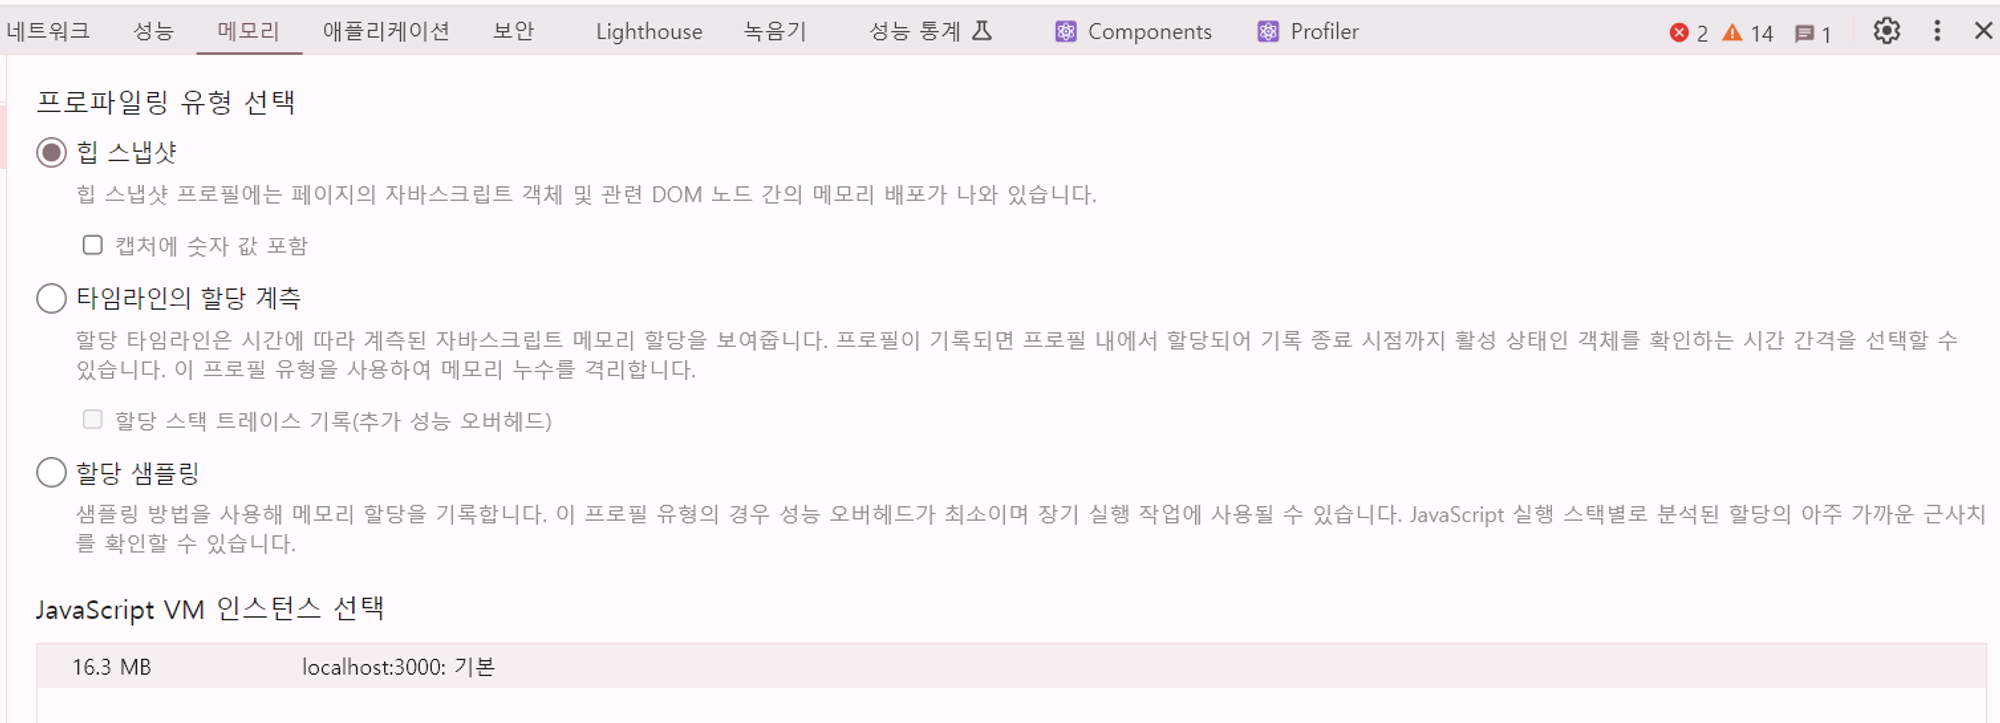 네트워크 성능 메모리 애플리케이션 보안 Lighthouse 녹음기 성능 통계 Components Profiler 2 14 1
프로파일링 유형 선택
힙 스냅샷
힙 스냅샷 프로필에는 페이지의 자바스크립트 객체 및 관련 DOM 노드 간의 메모리 배포가 나와 있습니다.
캡처에 숫자 값 포함
타임라인의 할당 계측
할당 타임라인은 시간에 따라 계측된 자바스크립트 메모리 할당을 보여줍니다. 프로필이 기록되면 프로필 내에서 할당되어 기록 종료 시점까지 활성 상태인 객체를 확인하는 시간 간격을 선택할 수
있습니다. 이 프로필 유형을 사용하여 메모리 누수를 격리합니다.
할당 스택 트레이스 기록(추가 성능 오버헤드)
할당 샘플링
샘플링 방법을 사용해 메모리 할당을 기록합니다. 이 프로필 유형의 경우 성능 오버헤드가 최소이며 장기 실행 작업에 사용될 수 있습니다. JavaScript 실행 스택별로 분석된 할당의 아주 가까운 근사치
를 확인할 수 있습니다.
JavaScript VM 인스턴스 선택
16.3 MB localhost:3000: 기본